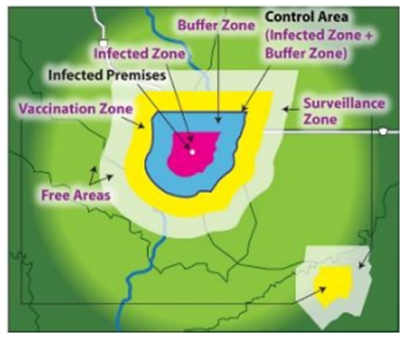 Buffer Zone
Control Area
(Infected Zone +
Buffer Zone)
Infected Zone
Infected Premises
Vaccination Zone
Surveillance
Zone
Free Areas